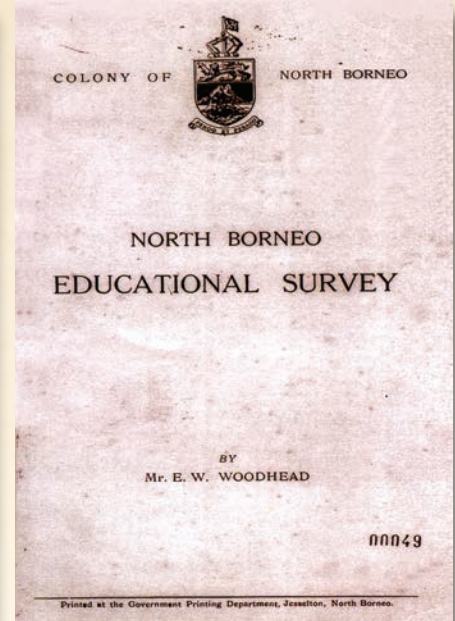 COLONY OF NORTH BORNEO
NORTH BORNEO
EDUCATIONAL SURVEY
BY
Mr. E. W. WOODHEAD
00049
Printed at the Government Printing Department, Jesselton, North Borneo.